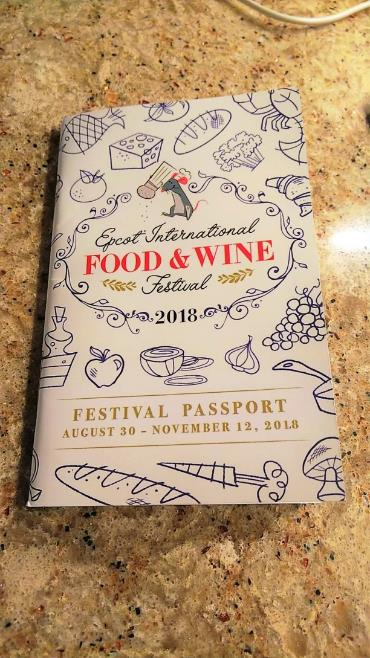 Epcot International
FOOD & WINE
Festival
2018
FESTIVAL PASSPORT
AUGUST 30 – NOVEMBER 12, 2018